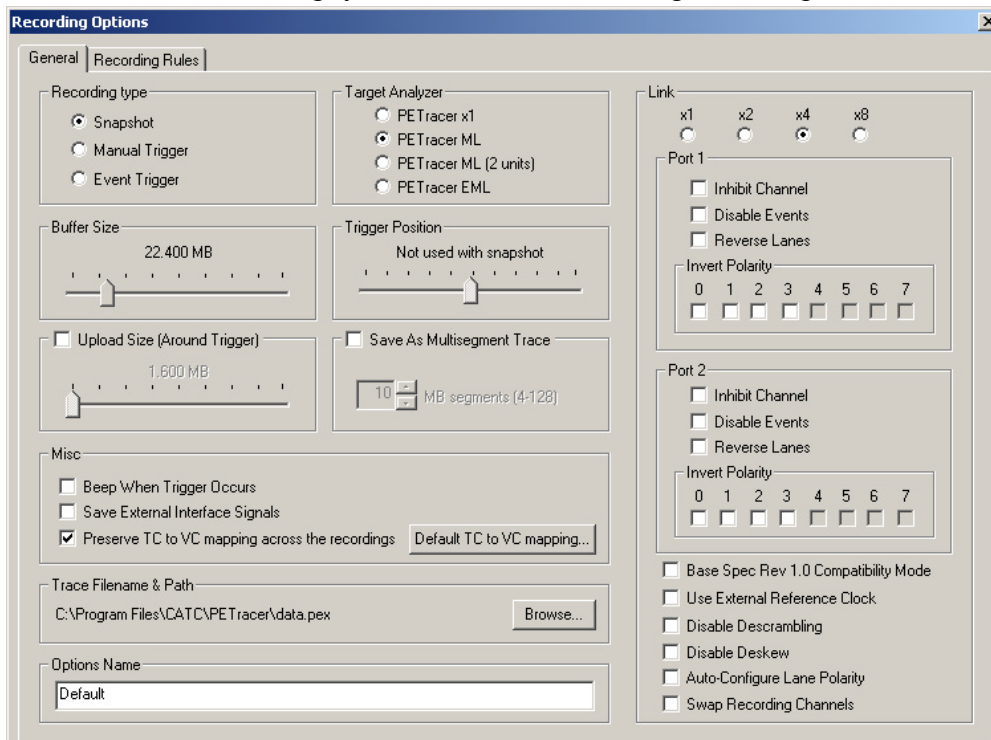 Recording Options
General
Recording Rules
Recording type
Snapshot
Manual Trigger
Event Trigger
Target Analyzer
PETracer x1
PETracer ML
PETracer ML (2 units)
PETracer EML
Buffer Size
22.400 MB
Trigger Position
Not used with snapshot
Upload Size (Around Trigger)
1.600 MB
Save As Multisegment Trace
10 MB segments (4-128)
Misc
Beep When Trigger Occurs
Save External Interface Signals
Preserve TC to VC mapping across the recordings
Default TC to VC mapping...
Trace Filename & Path
C:\Program Files\CATC\PETracer\data.pex
Browse...
Options Name
Default
Link
x1 x2 x4 x8
Port 1
Inhibit Channel
Disable Events
Reverse Lanes
Invert Polarity
0 1 2 3 4 5 6 7
Port 2
Inhibit Channel
Disable Events
Reverse Lanes
Invert Polarity
0 1 2 3 4 5 6 7
Base Spec Rev 1.0 Compatibility Mode
Use External Reference Clock
Disable Descrambling
Disable Deskew
Auto-Configure Lane Polarity
Swap Recording Channels